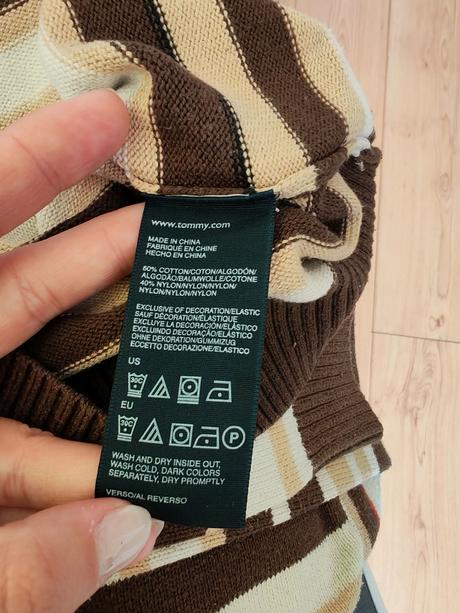 www.tommy.com
MADE IN CHINA
FABRIQUÉ EN CHINE
HECHO EN CHINA
60% COTTON/COTON/ALGODÓN/
ALGODÃO/BAUMWOLLE/COTONE
40% NYLON/NYLON/NYLON/
NYLON/NYLON/NYLON
EXCLUSIVE OF DECORATION/ELASTIC
SAUF DÉCORATION/ÉLASTIQUE
EXCLUYE LA DECORACIÓN/ELÁSTICO
EXCLUINDO DECORAÇÃO/ELÁSTICO
OHNE DEKORATION/GUMMIZUG
ECCETTO DECORAZIONE/ELASTICO
US
30C
EU
30C
P
WASH AND DRY INSIDE OUT,
WASH COLD, DARK COLORS
SEPARATELY, DRY PROMPTLY
VERSO/AL REVERSO